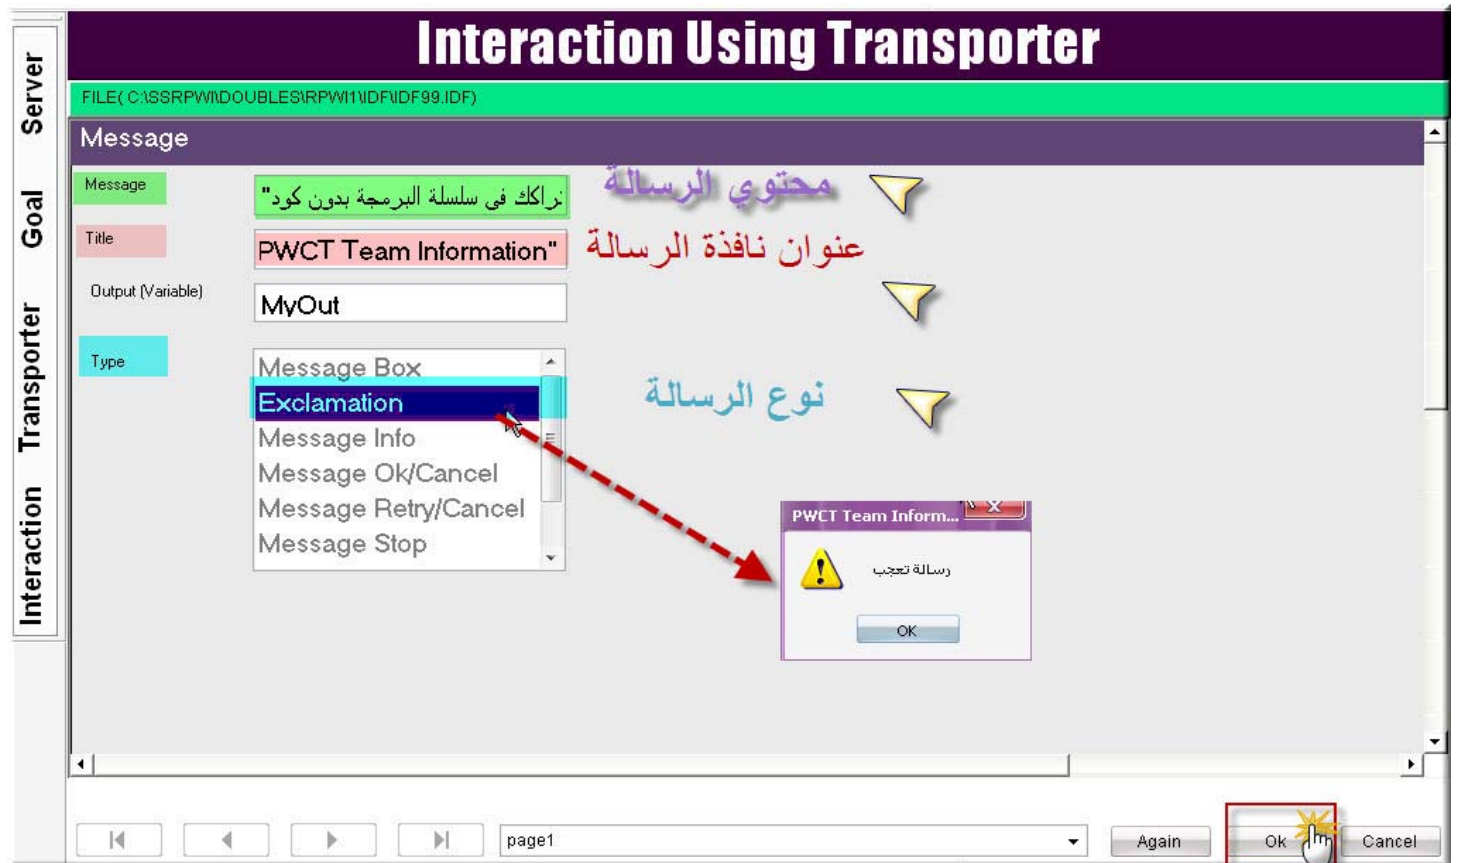 Interaction Using Transporter
Server
Goal
Transporter
Interaction
FILE( C:\SSRPWI\DOUBLES\RPWI1\IDF\IDF99.IDF)
Message
Message
في سلسلة البرمجة بدون كود"
محتوي الرسالة
Title
PWCT Team Information"
عنوان نافذة الرسالة
Output (Variable)
MyOut
Type
Message Box
Exclamation
Message Info
Message Ok/Cancel
Message Retry/Cancel
Message Stop
نوع الرسالة
PWCT Team Inform...
رسالة تعجب
OK
page1
Again
Ok
Cancel